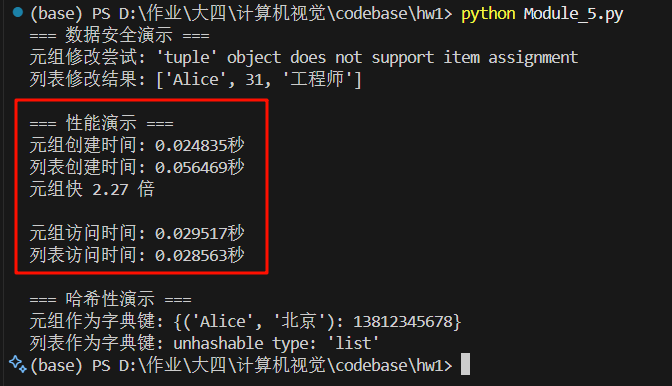 (base) PS D:\作业\大四\计算机视觉\codebase\hw1> python Module_5.py
=== 数据安全演示 ===
元组修改尝试: 'tuple' object does not support item assignment
列表修改结果: ['Alice', 31, '工程师']
=== 性能演示 ===
元组创建时间: 0.024835秒
列表创建时间: 0.056469秒
元组快 2.27 倍
元组访问时间: 0.029517秒
列表访问时间: 0.028563秒
=== 哈希性演示 ===
元组作为字典键: {('Alice', '北京'): 13812345678}
列表作为字典键: unhashable type: 'list'
(base) PS D:\作业\大四\计算机视觉\codebase\hw1>